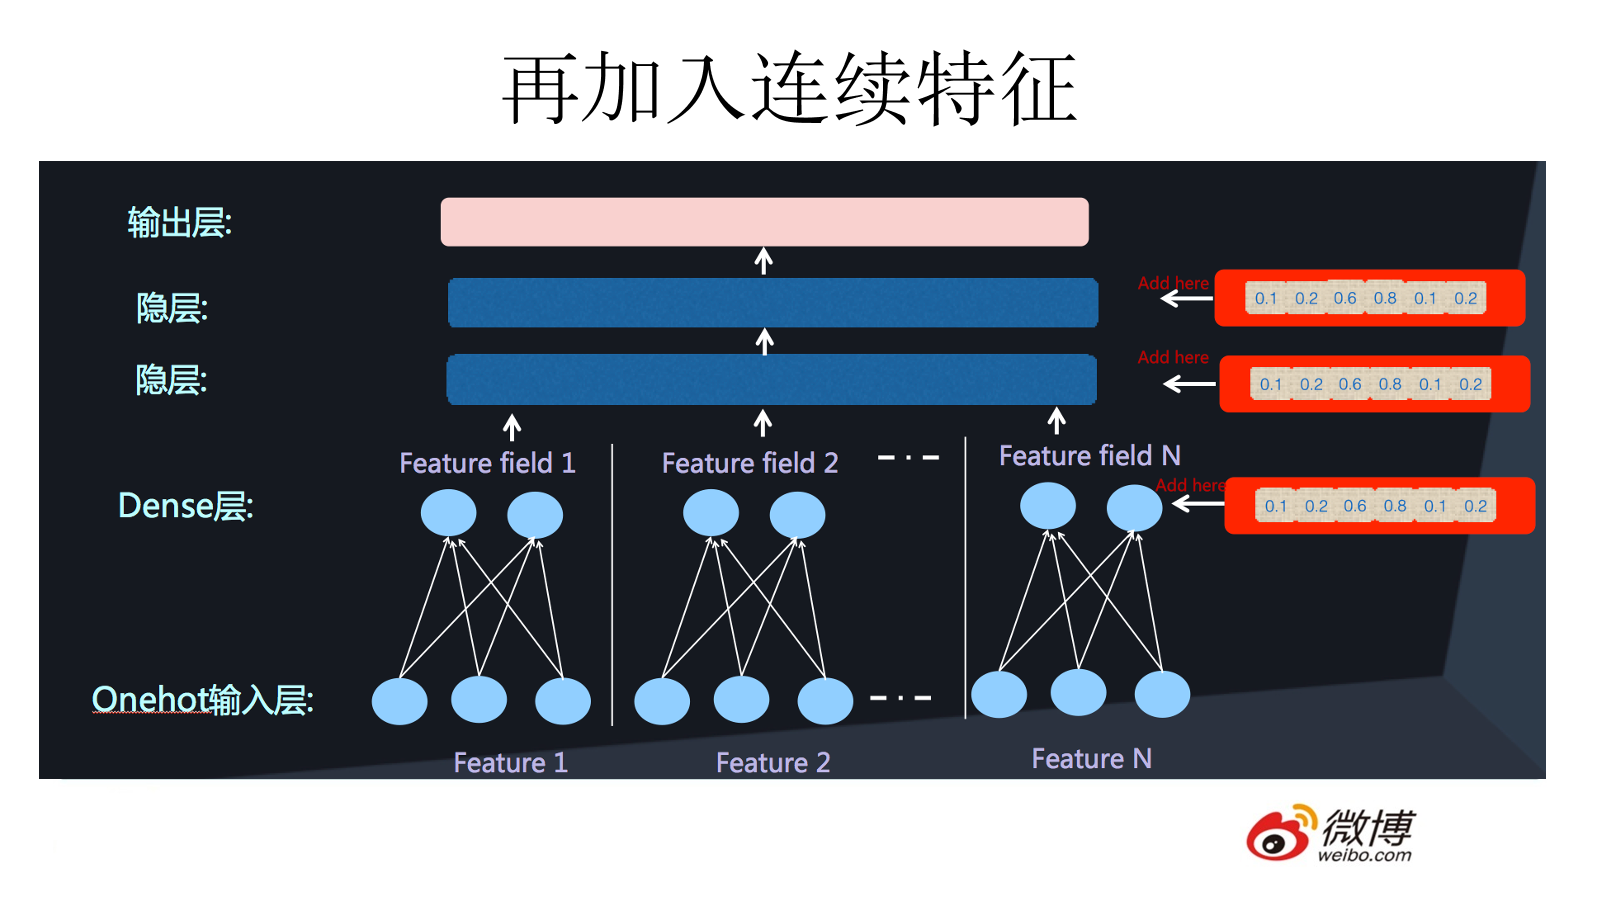 再加入连续特征
输出层:
隐层:
Add here
0.1 0.2 0.6 0.8 0.1 0.2
隐层:
Add here
0.1 0.2 0.6 0.8 0.1 0.2
Feature field 1
Feature field 2
Feature field N
Dense层:
Add here
0.1 0.2 0.6 0.8 0.1 0.2
Onehot输入层:
Feature 1
Feature 2
Feature N
微博
weibo.com